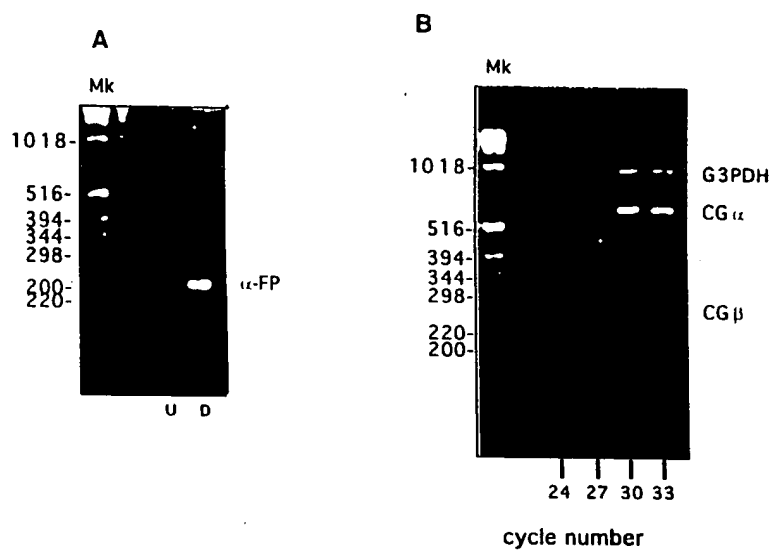 A
Mk
1018-
516-
394-
344-
298-
200-
220-
α-FP
U D
B
Mk
1018-
516-
394-
344-
298-
220-
200-
G3PDH
CGα
CGβ
24 27 30 33
cycle number